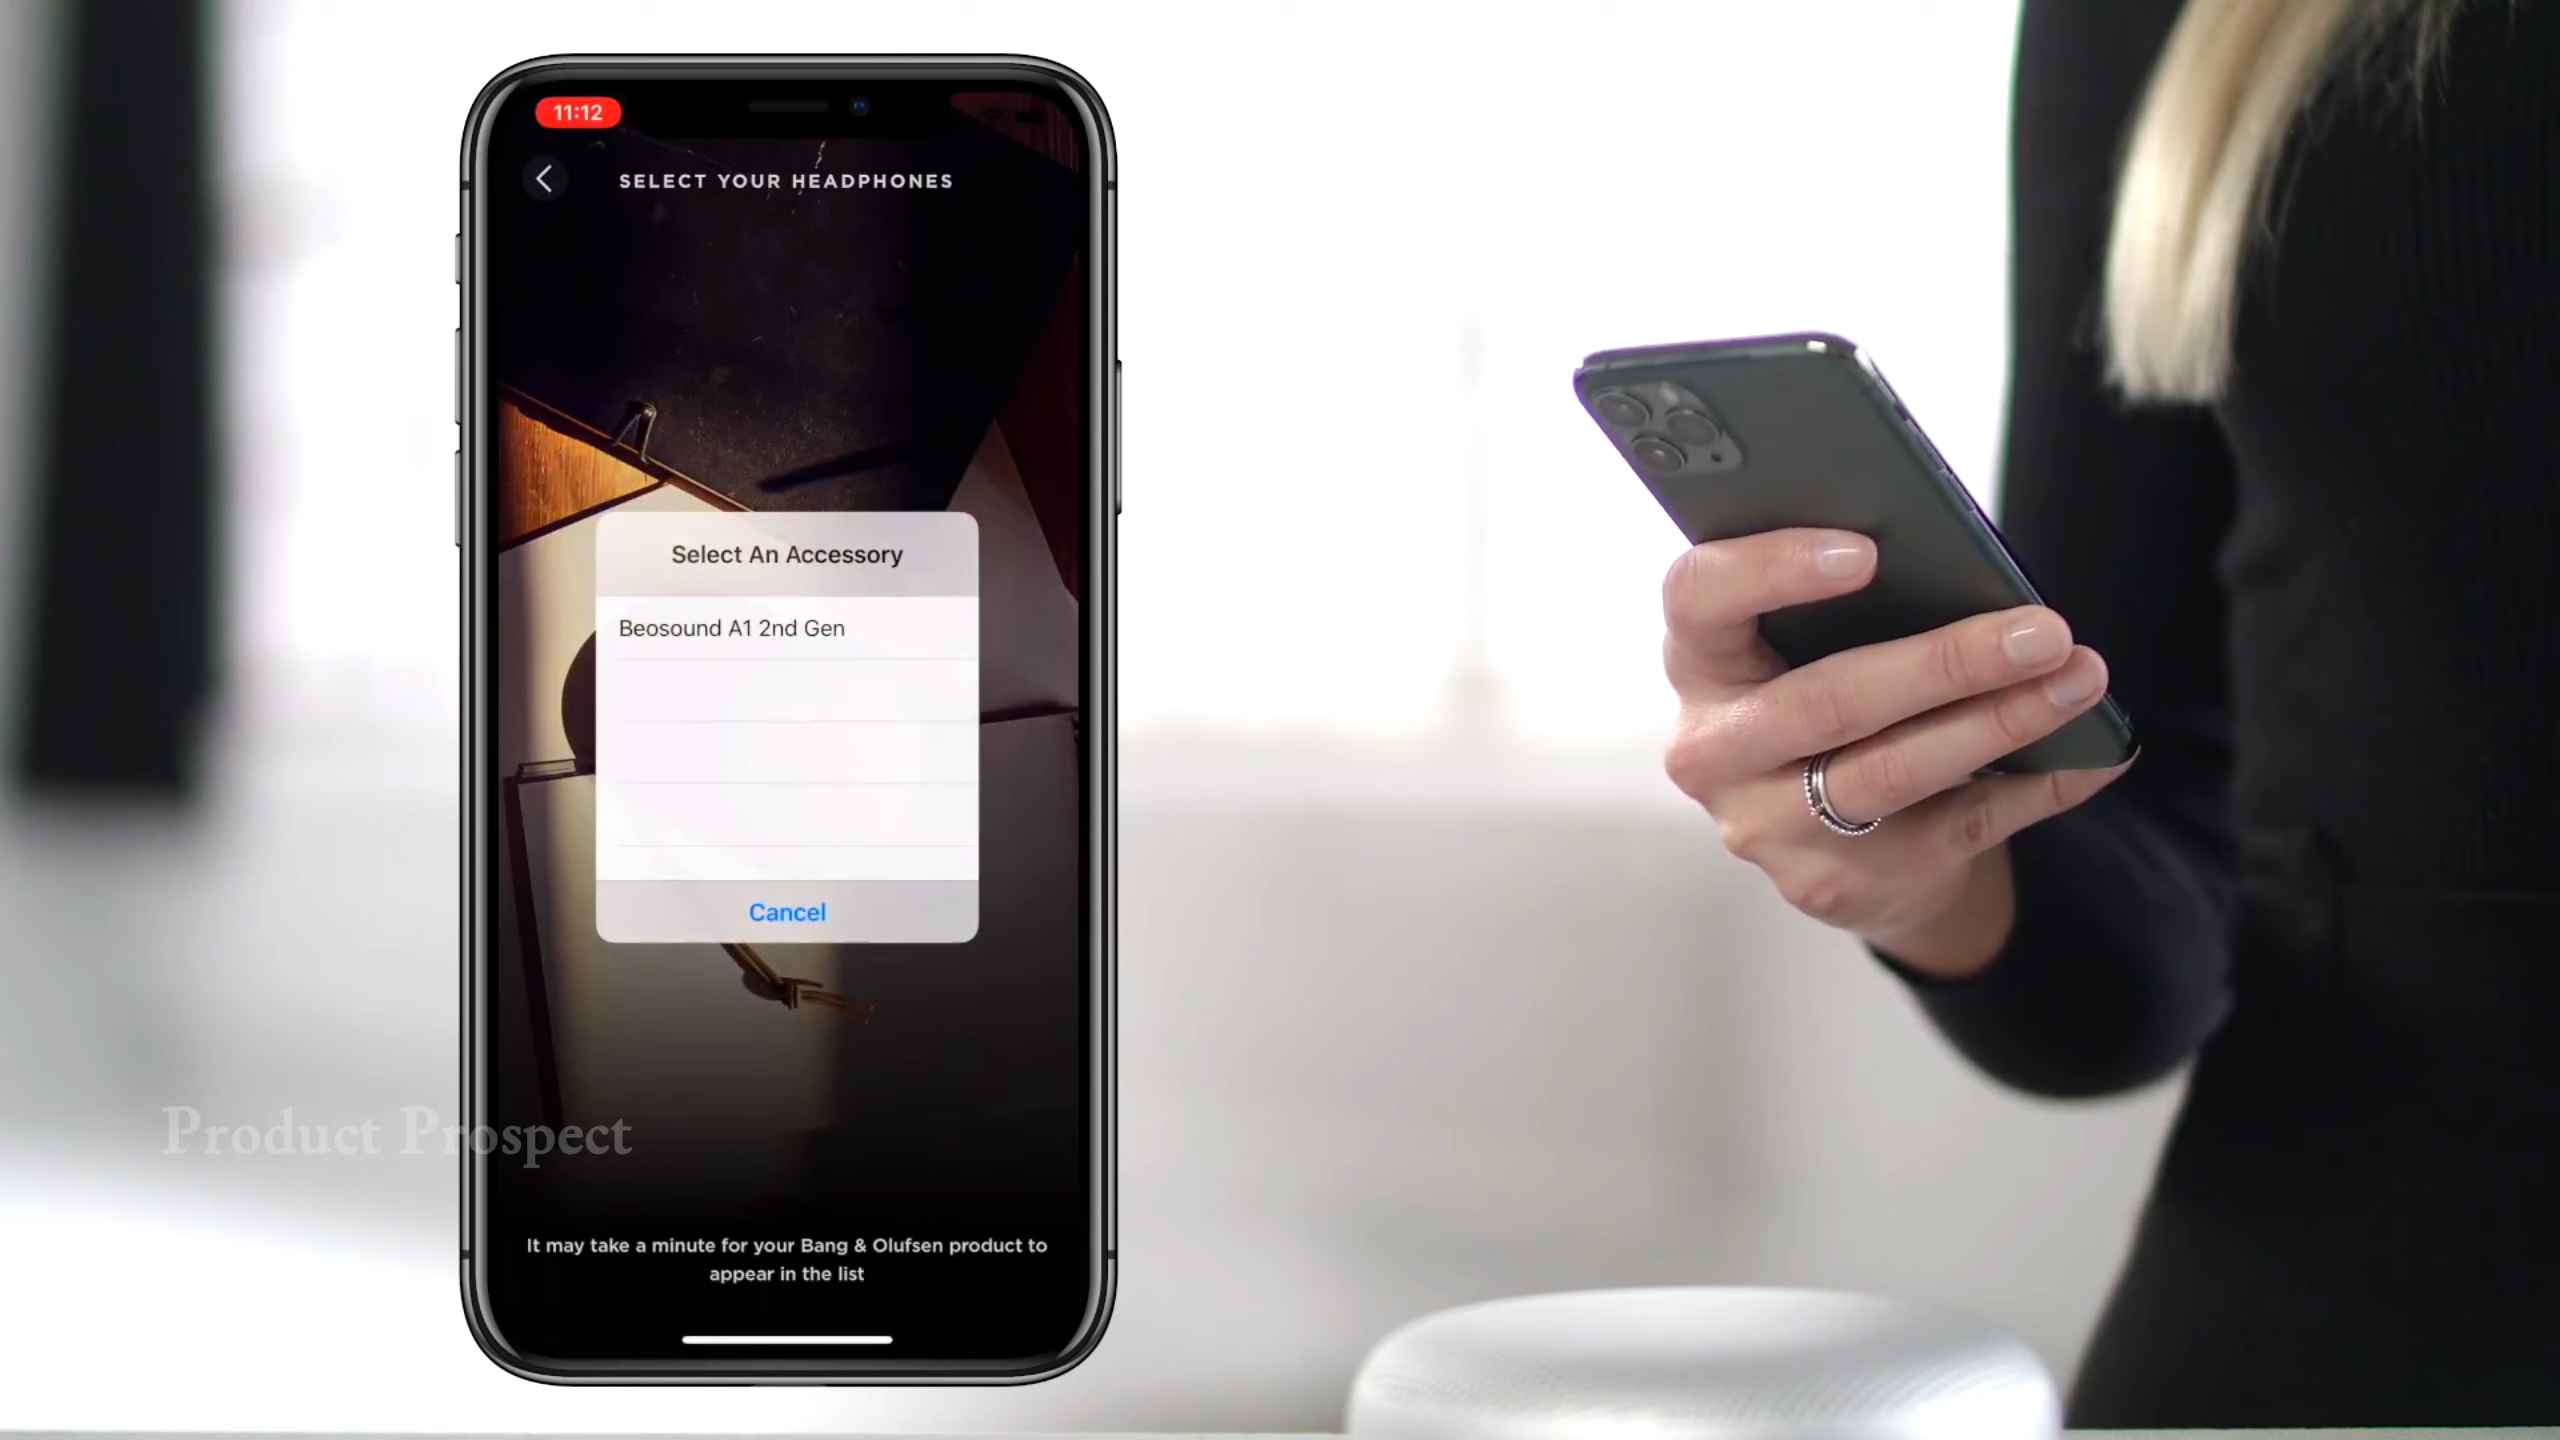 11:12
SELECT YOUR HEADPHONES
Select An Accessory
Beosound A1 2nd Gen
Cancel
Product Prospect
It may take a minute for your Bang & Olufsen product to
appear in the list